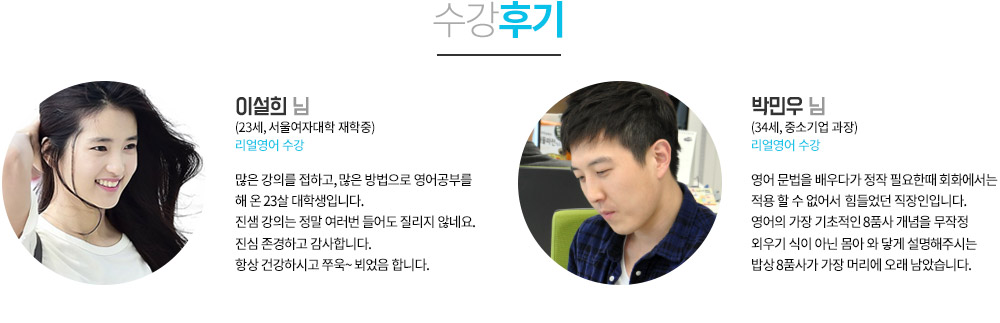 수강후기
이설희 님
(23세, 서울여자대학 재학중)
리얼영어 수강
많은 강의를 접하고, 많은 방법으로 영어공부를
해 온 23살 대학생입니다.
진샘 강의는 정말 여러번 들어도 질리지 않네요.
진심 존경하고 감사합니다.
항상 건강하시고 쭈욱~ 뵈었음 합니다.
박민우 님
(34세, 중소기업 과장)
리얼영어 수강
영어 문법을 배우다가 정작 필요한때 회화에서는
적용 할 수 없어서 힘들었던 직장인입니다.
영어의 가장 기초적인 8품사 개념을 무작정
외우기 식이 아닌 몸아 와 닿게 설명해주시는
밥상 8품사가 가장 머리에 오래 남았습니다.